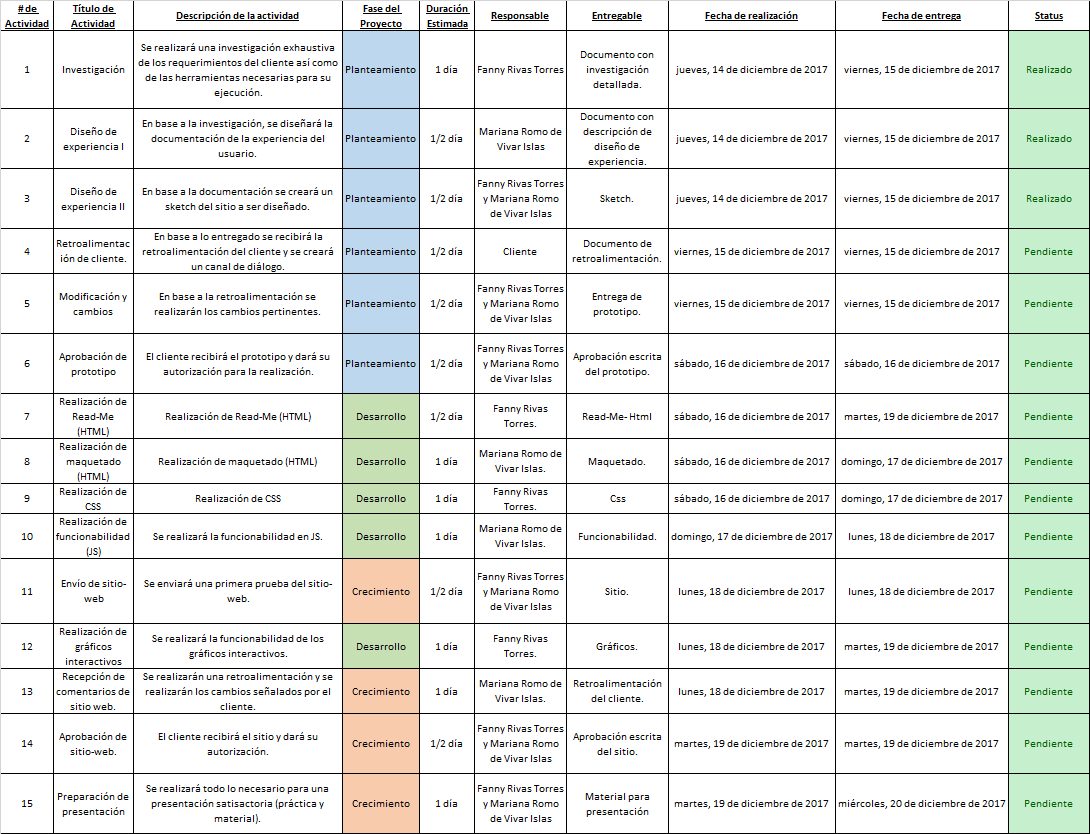 # de Actividad | Título de Actividad | Descripción de la actividad | Fase del Proyecto | Duración Estimada | Responsable | Entregable | Fecha de realización | Fecha de entrega | Status
1 | Investigación | Se realizará una investigación exhaustiva de los requerimientos del cliente así como de las herramientas necesarias para su ejecución. | Planteamiento | 1 día | Fanny Rivas Torres | Documento con investigación detallada. | jueves, 14 de diciembre de 2017 | viernes, 15 de diciembre de 2017 | Realizado
2 | Diseño de experiencia I | En base a la investigación, se diseñará la documentación de la experiencia del usuario. | Planteamiento | 1/2 día | Mariana Romo de Vivar Islas | Documento con descripción de diseño de experiencia. | jueves, 14 de diciembre de 2017 | viernes, 15 de diciembre de 2017 | Realizado
3 | Diseño de experiencia II | En base a la documentación se creará un sketch del sitio a ser diseñado. | Planteamiento | 1/2 día | Fanny Rivas Torres y Mariana Romo de Vivar Islas | Sketch. | jueves, 14 de diciembre de 2017 | viernes, 15 de diciembre de 2017 | Realizado
4 | Retroalimentación de cliente. | En base a lo entregado se recibirá la retroalimentación del cliente y se creará un canal de diálogo. | Planteamiento | 1/2 día | Cliente | Documento de retroalimentación. | viernes, 15 de diciembre de 2017 | viernes, 15 de diciembre de 2017 | Pendiente
5 | Modificación y cambios | En base a la retroalimentación se realizarán los cambios pertinentes. | Planteamiento | 1/2 día | Fanny Rivas Torres y Mariana Romo de Vivar Islas | Entrega de prototipo. | viernes, 15 de diciembre de 2017 | viernes, 15 de diciembre de 2017 | Pendiente
6 | Aprobación de prototipo | El cliente recibirá el prototipo y dará su autorización para la realización. | Planteamiento | 1/2 día | Fanny Rivas Torres y Mariana Romo de Vivar Islas | Aprobación escrita del prototipo. | sábado, 16 de diciembre de 2017 | sábado, 16 de diciembre de 2017 | Pendiente
7 | Realización de Read-Me (HTML) | Realización de Read-Me (HTML) | Desarrollo | 1/2 día | Fanny Rivas Torres. | Read-Me- Html | sábado, 16 de diciembre de 2017 | martes, 19 de diciembre de 2017 | Pendiente
8 | Realización de maquetado (HTML) | Realización de maquetado (HTML) | Desarrollo | 1 día | Mariana Romo de Vivar Islas. | Maquetado. | sábado, 16 de diciembre de 2017 | domingo, 17 de diciembre de 2017 | Pendiente
9 | Realización de CSS | Realización de CSS | Desarrollo | 1 día | Fanny Rivas Torres. | Css | sábado, 16 de diciembre de 2017 | domingo, 17 de diciembre de 2017 | Pendiente
10 | Realización de funcionabilidad (JS) | Se realizará la funcionabilidad en JS. | Desarrollo | 1 día | Mariana Romo de Vivar Islas. | Funcionabilidad. | domingo, 17 de diciembre de 2017 | lunes, 18 de diciembre de 2017 | Pendiente
11 | Envío de sitio-web | Se enviará una primera prueba del sitio-web. | Crecimiento | 1/2 día | Fanny Rivas Torres y Mariana Romo de Vivar Islas | Sitio. | lunes, 18 de diciembre de 2017 | lunes, 18 de diciembre de 2017 | Pendiente
12 | Realización de gráficos interactivos | Se realizará la funcionabilidad de los gráficos interactivos. | Desarrollo | 1 día | Fanny Rivas Torres. | Gráficos. | lunes, 18 de diciembre de 2017 | martes, 19 de diciembre de 2017 | Pendiente
13 | Recepción de comentarios de sitio web. | Se realizarán una retroalimentación y se realizarán los cambios señalados por el cliente. | Crecimiento | 1 día | Mariana Romo de Vivar Islas. | Retroalimentación del cliente. | lunes, 18 de diciembre de 2017 | martes, 19 de diciembre de 2017 | Pendiente
14 | Aprobación de sitio-web. | El cliente recibirá el sitio y dará su autorización. | Crecimiento | 1/2 día | Fanny Rivas Torres y Mariana Romo de Vivar Islas | Aprobación escrita del sitio. | martes, 19 de diciembre de 2017 | martes, 19 de diciembre de 2017 | Pendiente
15 | Preparación de presentación | Se realizará todo lo necesario para una presentación satisactoria (práctica y material). | Crecimiento | 1 día | Fanny Rivas Torres y Mariana Romo de Vivar Islas | Material para presentación | martes, 19 de diciembre de 2017 | miércoles, 20 de diciembre de 2017 | Pendiente